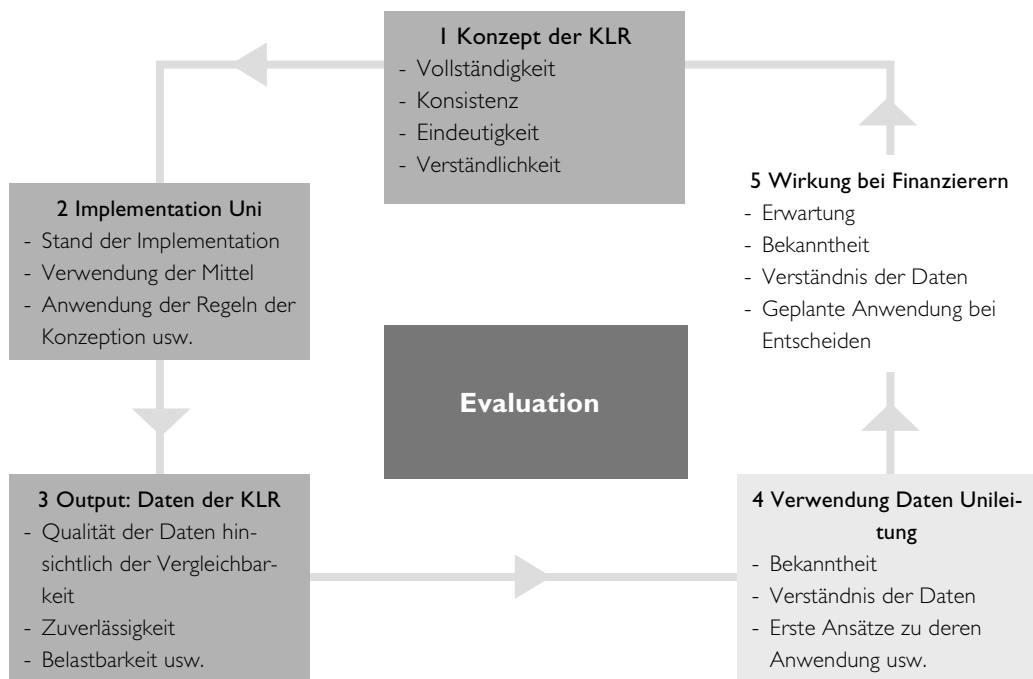 1 Konzept der KLR
- Vollständigkeit
- Konsistenz
- Eindeutigkeit
- Verständlichkeit
2 Implementation Uni
- Stand der Implementation
- Verwendung der Mittel
- Anwendung der Regeln der
Konzeption usw.
3 Output: Daten der KLR
- Qualität der Daten hin-
sichtlich der Vergleichbar-
keit
- Zuverlässigkeit
- Belastbarkeit usw.
Evaluation
4 Verwendung Daten Unilei-
tung
- Bekanntheit
- Verständnis der Daten
- Erste Ansätze zu deren
Anwendung usw.
5 Wirkung bei Finanzierern
- Erwartung
- Bekanntheit
- Verständnis der Daten
- Geplante Anwendung bei
Entscheiden